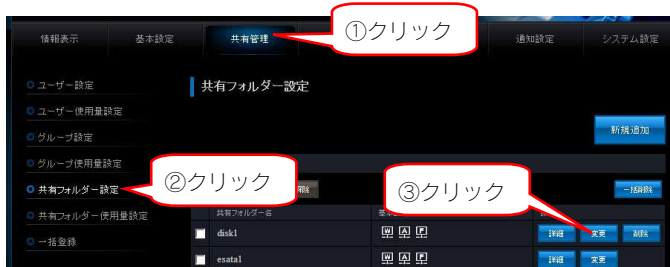 情報表示 基本設定 共有管理 ①クリック 通知設定 システム設定
ユーザー設定
共有フォルダー設定
ユーザー使用量設定
グループ設定
新規追加
グループ使用量設定
共有フォルダー設定 ②クリック ③クリック 一括削除
共有フォルダー使用量設定
共有フォルダー名
disk1 W A F 詳細 変更 削除
一括登録
esata1 W A F 詳細 変更